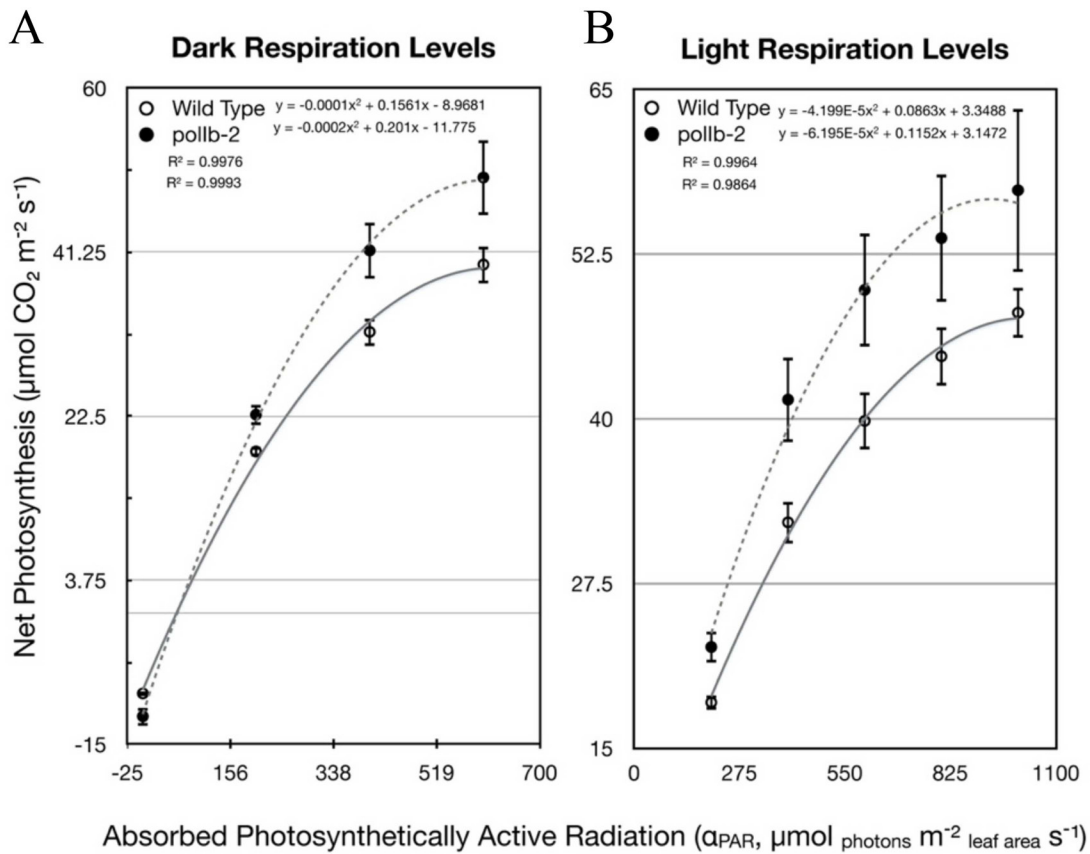 A
Dark Respiration Levels
Wild Type y = -0.0001x² + 0.1561x - 8.9681
polIb-2 y = -0.0002x² + 0.201x - 11.775
R² = 0.9976
R² = 0.9993
60
41.25
22.5
3.75
-15
-25 156 338 519 700
Net Photosynthesis (µmol CO₂ m⁻² s⁻¹)
B
Light Respiration Levels
Wild Type y = -4.199E-5x² + 0.0863x + 3.3488
polIb-2 y = -6.195E-5x² + 0.1152x + 3.1472
R² = 0.9964
R² = 0.9864
65
52.5
40
27.5
15
0 275 550 825 1100
Absorbed Photosynthetically Active Radiation (αPAR, µmol photons m⁻² leaf area s⁻¹)